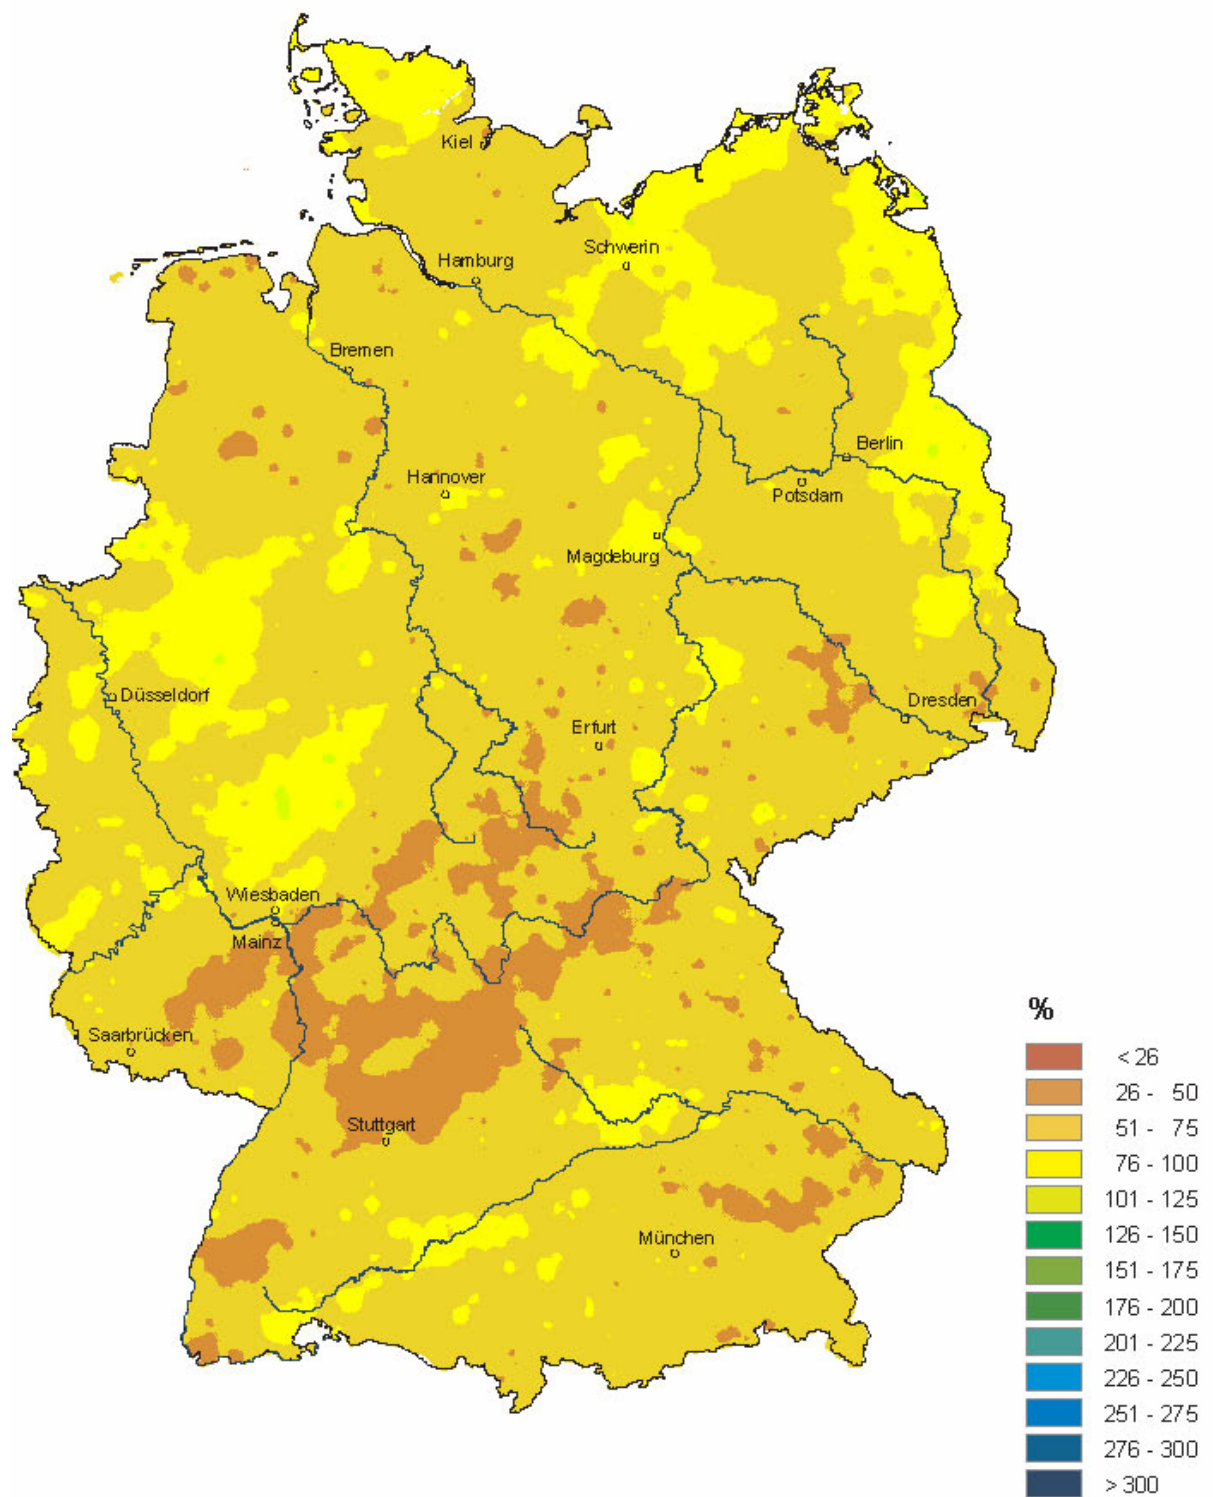 Kiel
Schwerin
Hamburg
Bremen
Berlin
Hannover
Potsdam
Magdeburg
Düsseldorf
Dresden
Erfurt
Wiesbaden
Mainz
Saarbrücken
Stuttgart
München
%
< 26
26 - 50
51 - 75
76 - 100
101 - 125
126 - 150
151 - 175
176 - 200
201 - 225
226 - 250
251 - 275
276 - 300
> 300